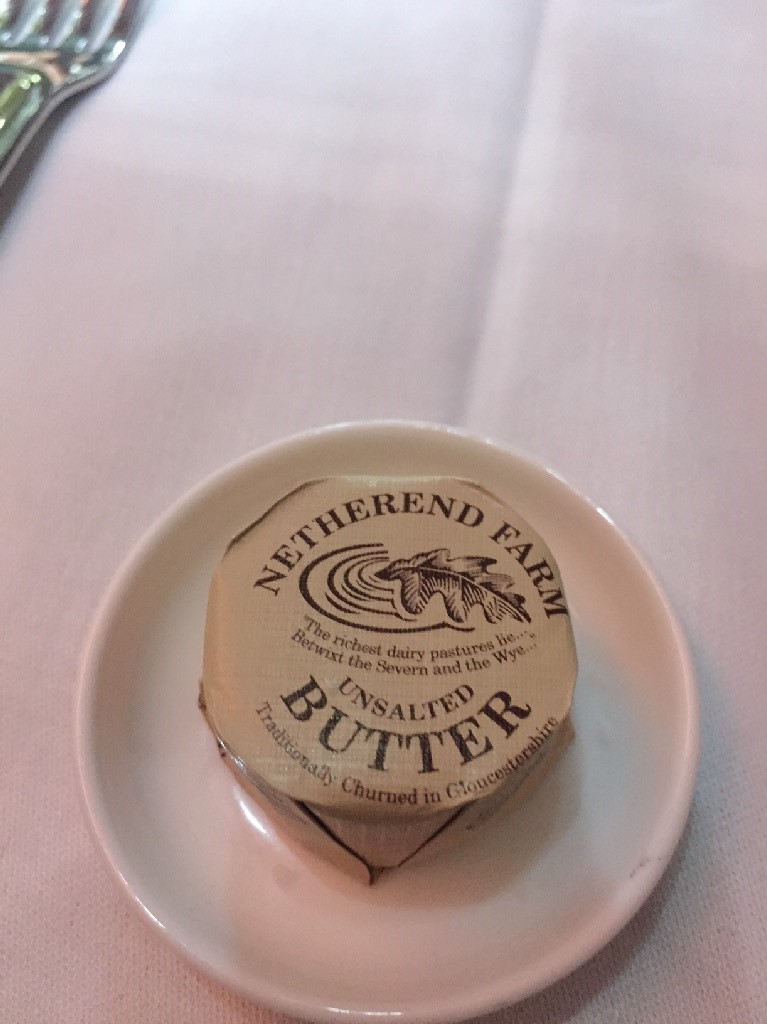 NETHEREND FARM
"The richest dairy pastures lie....
Betwixt the Severn and the Wye..."
UNSALTED
BUTTER
Traditionally Churned in Gloucestershire